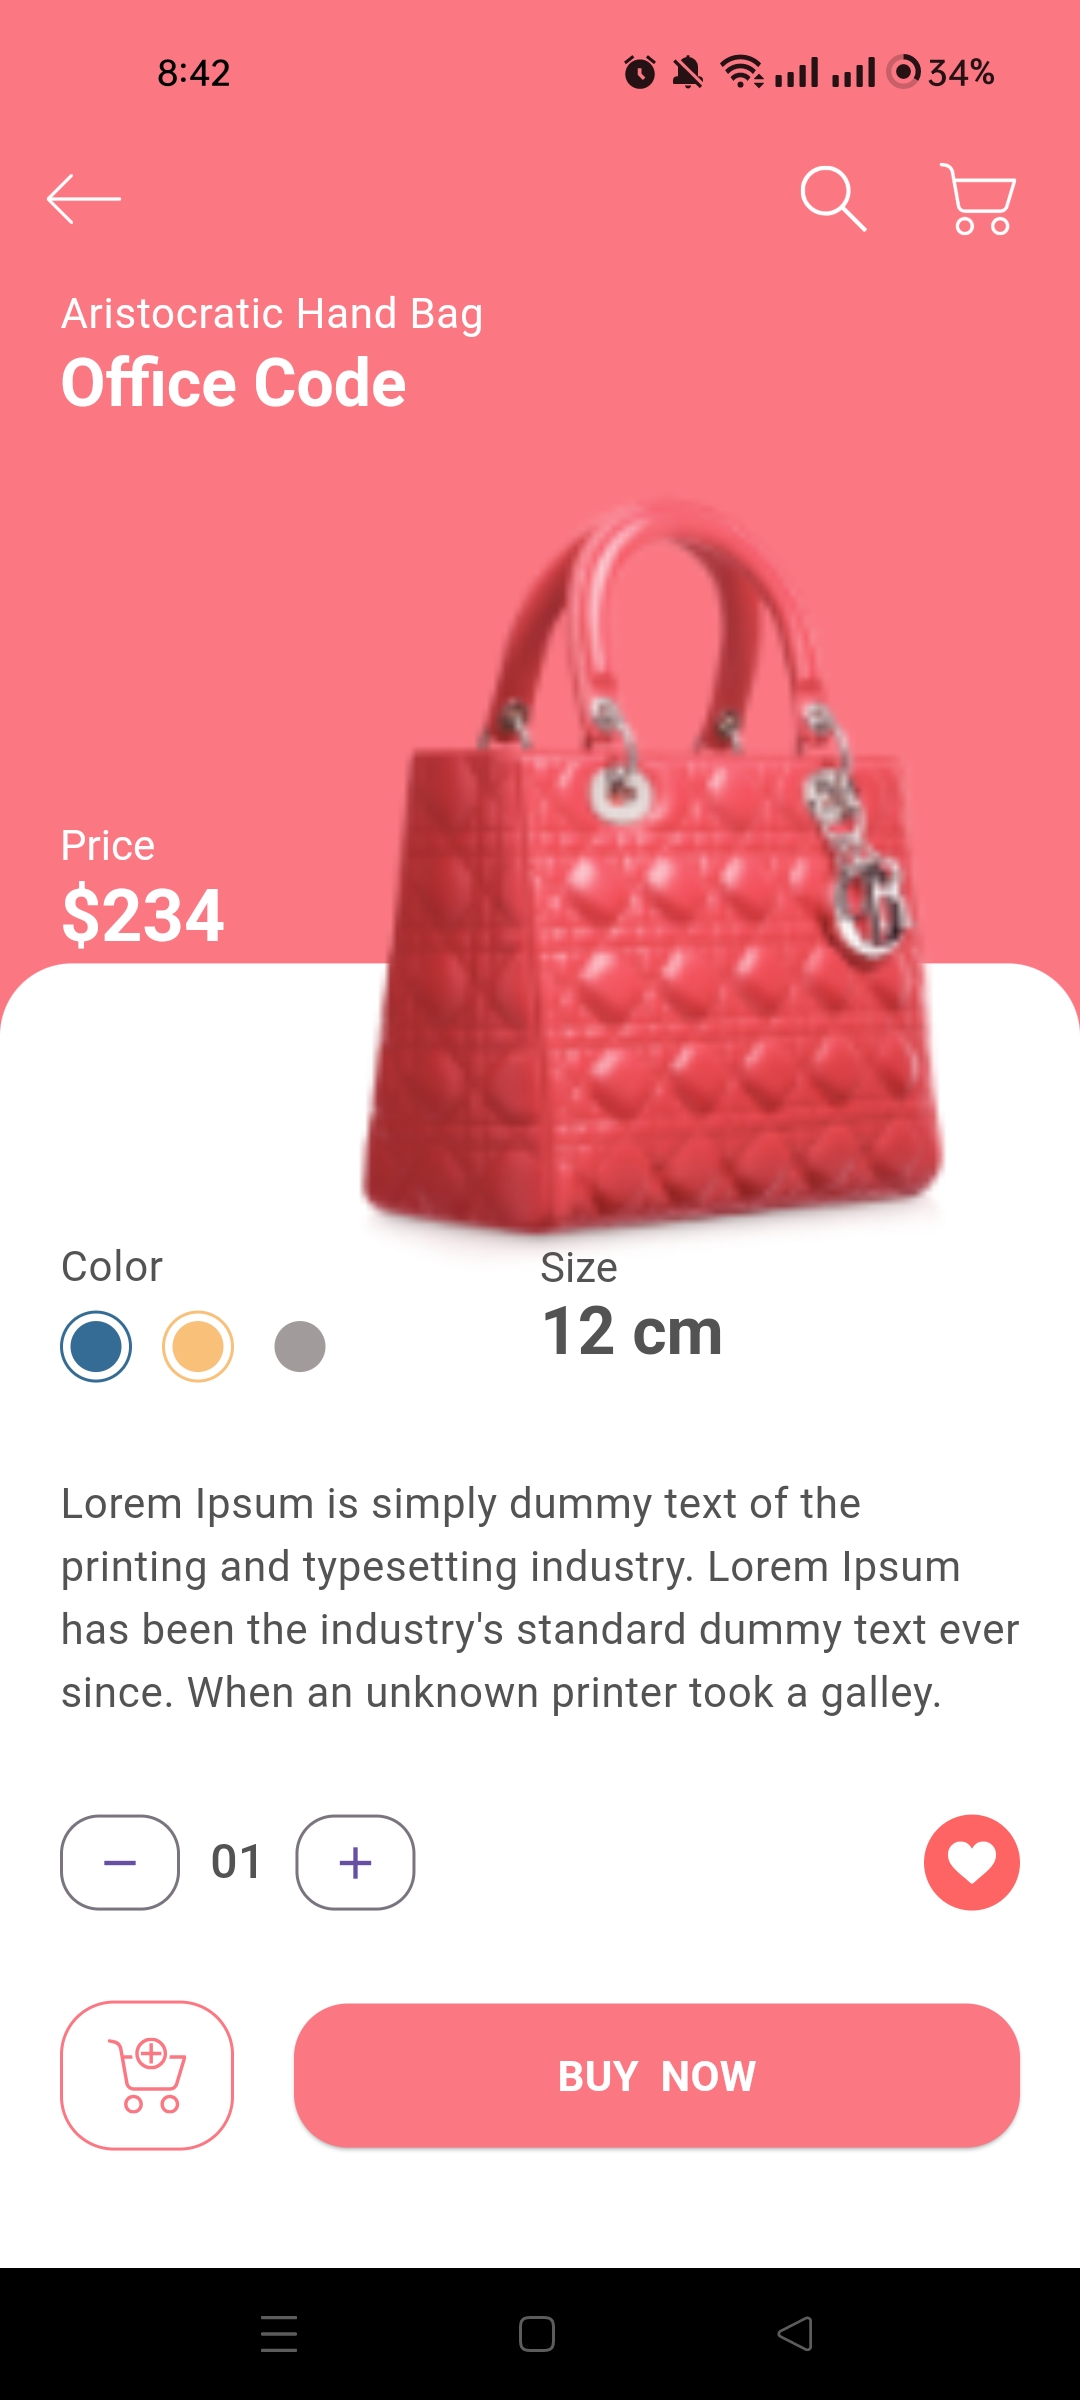 8:42
34%
Aristocratic Hand Bag
Office Code
Price
$234
Color
Size
12 cm
Lorem Ipsum is simply dummy text of the
printing and typesetting industry. Lorem Ipsum
has been the industry's standard dummy text ever
since. When an unknown printer took a galley.
01
BUY NOW